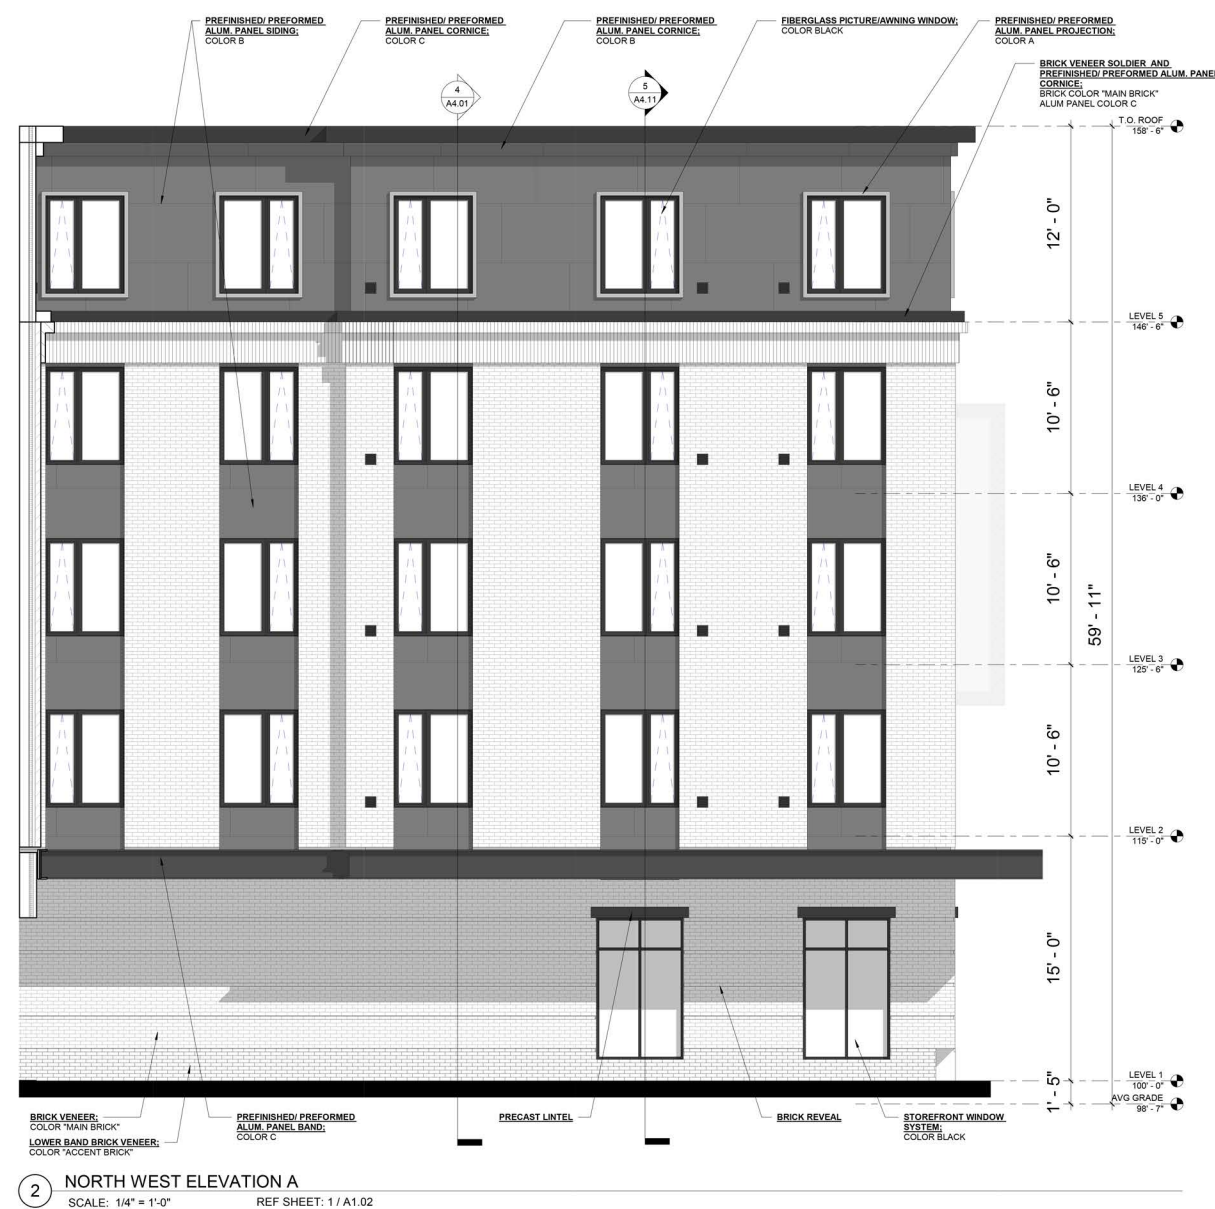 PREFINISHED/ PREFORMED
ALUM. PANEL SIDING;
COLOR B
PREFINISHED/ PREFORMED
ALUM. PANEL CORNICE;
COLOR C
PREFINISHED/ PREFORMED
ALUM. PANEL CORNICE;
COLOR B
FIBERGLASS PICTURE/AWNING WINDOW;
COLOR BLACK
PREFINISHED/ PREFORMED
ALUM. PANEL PROJECTION;
COLOR A
BRICK VENEER SOLDIER AND
PREFINISHED/ PREFORMED ALUM. PANE
CORNICE;
BRICK COLOR "MAIN BRICK"
ALUM PANEL COLOR C
4
A4.01
5
A4.11
T.O. ROOF
158' - 6"
12' - 0"
LEVEL 5
146' - 6"
10' - 6"
LEVEL 4
136' - 0"
10' - 6"
59' - 11"
LEVEL 3
125' - 6"
10' - 6"
LEVEL 2
115' - 0"
15' - 0"
LEVEL 1
100' - 0"
1' - 5"
AVG GRADE
98' - 7"
BRICK VENEER;
COLOR "MAIN BRICK"
LOWER BAND BRICK VENEER;
COLOR "ACCENT BRICK"
PREFINISHED/ PREFORMED
ALUM. PANEL BAND;
COLOR C
PRECAST LINTEL
BRICK REVEAL
STOREFRONT WINDOW
SYSTEM;
COLOR BLACK
2
NORTH WEST ELEVATION A
SCALE: 1/4" = 1'-0"
REF SHEET: 1 / A1.02